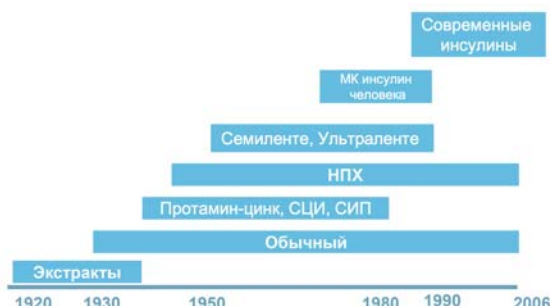 Современные
инсулины
МК инсулин
человека
Семиленте, Ультраленте
НПХ
Протамин-цинк, СЦИ, СИП
Обычный
Экстракты
1920 1930 1950 1980 1990 2006